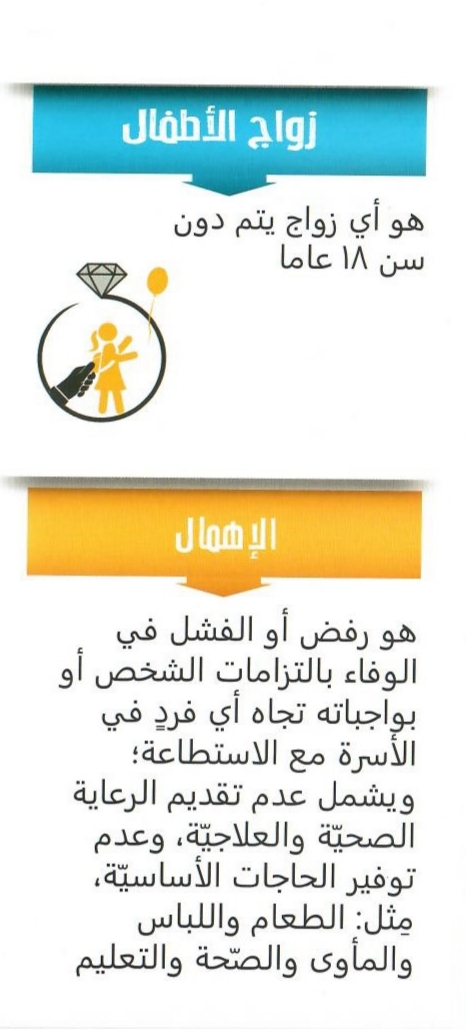 زواج الأطفال
هو أي زواج يتم دون
سن ١٨ عاما
الإهمال
هو رفض أو الفشل في
الوفاء بالتزامات الشخص أو
بواجباته تجاه أي فردٍ في
الأسرة مع الاستطاعة؛
ويشمل عدم تقديم الرعاية
الصحيّة والعلاجيّة، وعدم
توفير الحاجات الأساسيّة،
مِثل: الطعام واللباس
والمأوى والصّحة والتعليم